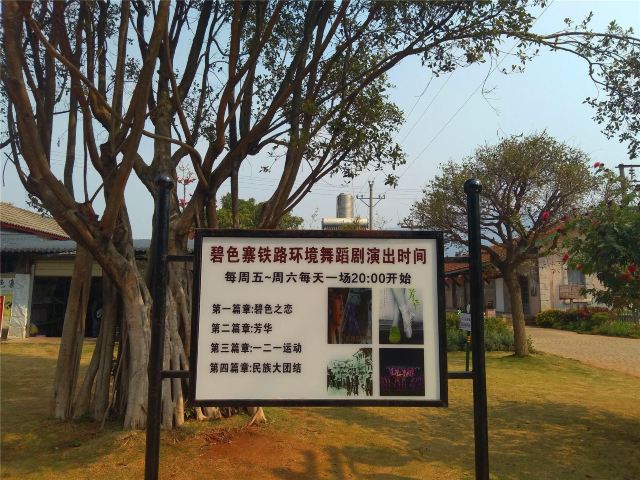 碧色寨铁路环境舞蹈剧演出时间
每周五~周六每天一场20:00开始
第一篇章:碧色之恋
第二篇章:芳华
第三篇章:一二一运动
第四篇章:民族大团结